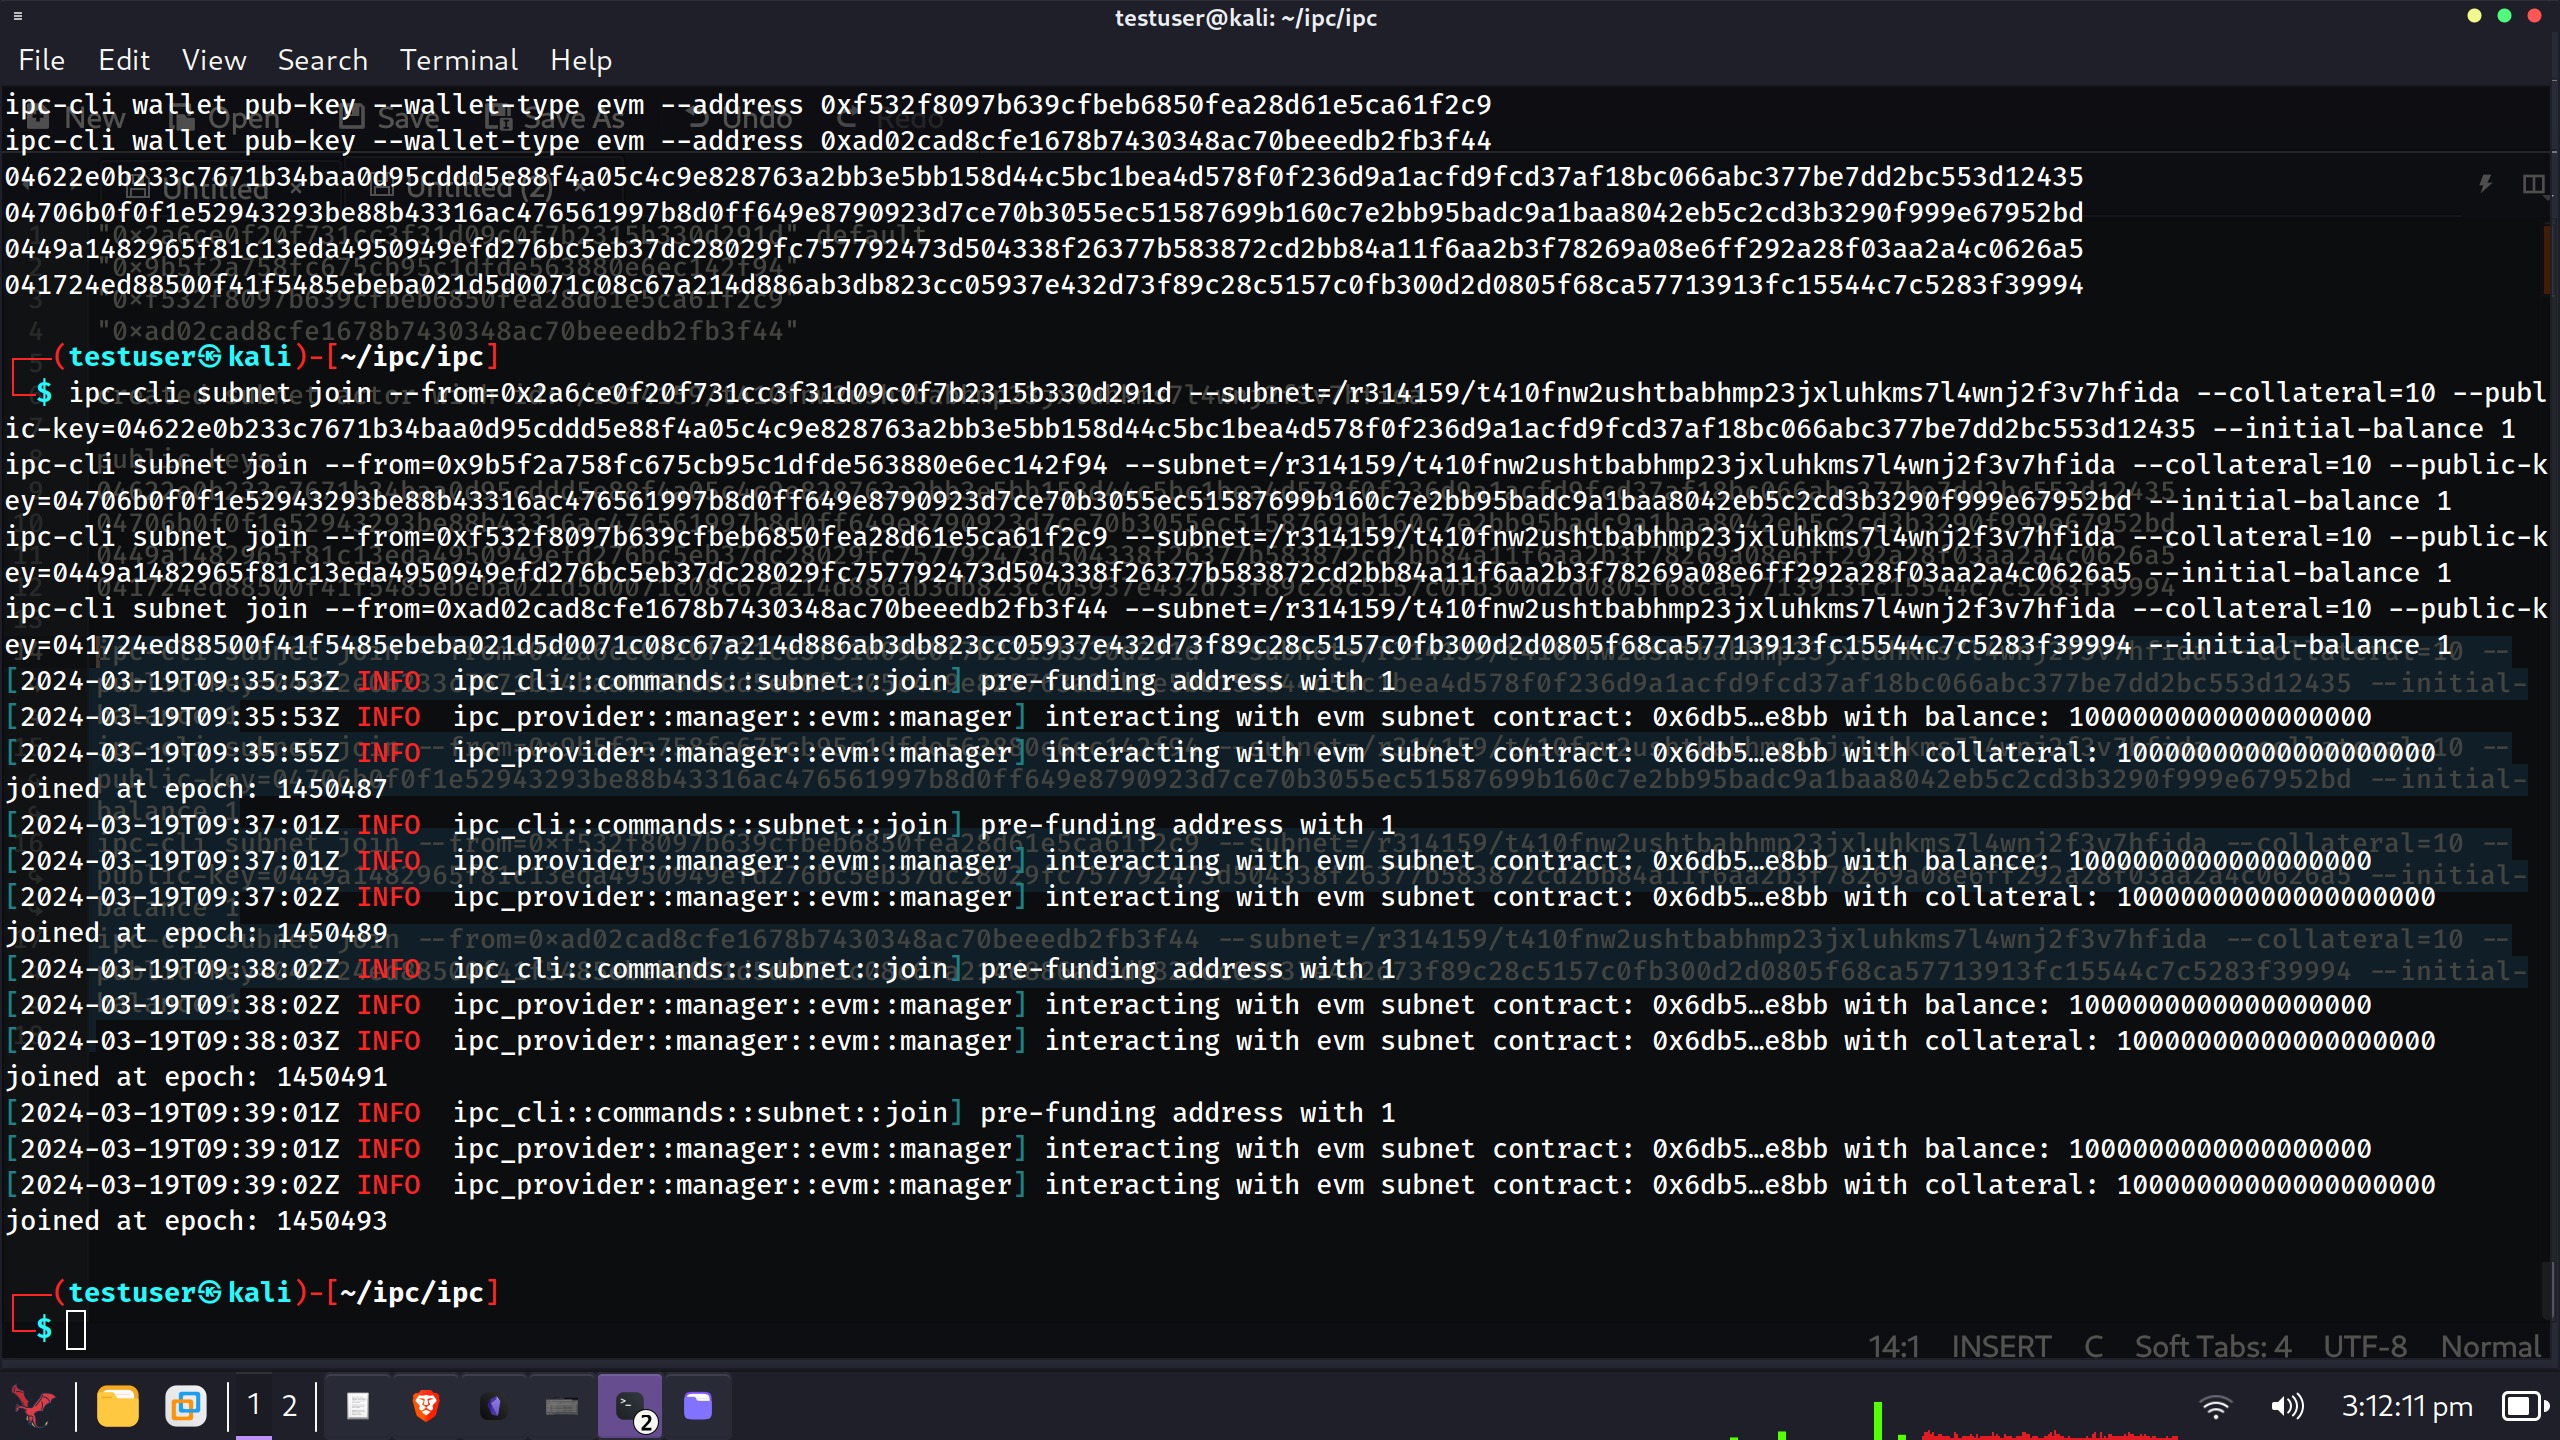 testuser@kali: ~/ipc/ipc
File Edit View Search Terminal Help
ipc-cli wallet pub-key --wallet-type evm --address 0xf532f8097b639cfbeb6850fea28d61e5ca61f2c9
ipc-cli wallet pub-key --wallet-type evm --address 0xad02cad8cfe1678b7430348ac70beeedb2fb3f44
04622e0b233c7671b34baa0d95cddd5e88f4a05c4c9e828763a2bb3e5bb158d44c5bc1bea4d578f0f236d9a1acfd9fcd37af18bc066abc377be7dd2bc553d12435
04706b0f0f1e52943293be88b43316ac476561997b8d0ff649e8790923d7ce70b3055ec51587699b160c7e2bb95badc9a1baa8042eb5c2cd3b3290f999e67952bd
0449a1482965f81c13eda4950949efd276bc5eb37dc28029fc757792473d504338f26377b583872cd2bb84a11f6aa2b3f78269a08e6ff292a28f03aa2a4c0626a5
041724ed88500f41f5485ebeba021d5d0071c08c67a214d886ab3db823cc05937e432d73f89c28c5157c0fb300d2d0805f68ca57713913fc15544c7c5283f39994
(testuser㉿kali)-[~/ipc/ipc]
$ ipc-cli subnet join --from=0x2a6ce0f20f731cc3f31d09c0f7b2315b330d291d --subnet=/r314159/t410fnw2ushtbabhmp23jxluhkms7l4wnj2f3v7hfida --collateral=10 --publ
ic-key=04622e0b233c7671b34baa0d95cddd5e88f4a05c4c9e828763a2bb3e5bb158d44c5bc1bea4d578f0f236d9a1acfd9fcd37af18bc066abc377be7dd2bc553d12435 --initial-balance 1
ipc-cli subnet join --from=0x9b5f2a758fc675cb95c1dfde563880e6ec142f94 --subnet=/r314159/t410fnw2ushtbabhmp23jxluhkms7l4wnj2f3v7hfida --collateral=10 --public-k
ey=04706b0f0f1e52943293be88b43316ac476561997b8d0ff649e8790923d7ce70b3055ec51587699b160c7e2bb95badc9a1baa8042eb5c2cd3b3290f999e67952bd --initial-balance 1
ipc-cli subnet join --from=0xf532f8097b639cfbeb6850fea28d61e5ca61f2c9 --subnet=/r314159/t410fnw2ushtbabhmp23jxluhkms7l4wnj2f3v7hfida --collateral=10 --public-k
ey=0449a1482965f81c13eda4950949efd276bc5eb37dc28029fc757792473d504338f26377b583872cd2bb84a11f6aa2b3f78269a08e6ff292a28f03aa2a4c0626a5 --initial-balance 1
ipc-cli subnet join --from=0xad02cad8cfe1678b7430348ac70beeedb2fb3f44 --subnet=/r314159/t410fnw2ushtbabhmp23jxluhkms7l4wnj2f3v7hfida --collateral=10 --public-k
ey=041724ed88500f41f5485ebeba021d5d0071c08c67a214d886ab3db823cc05937e432d73f89c28c5157c0fb300d2d0805f68ca57713913fc15544c7c5283f39994 --initial-balance 1
[2024-03-19T09:35:53Z INFO  ipc_cli::commands::subnet::join] pre-funding address with 1
[2024-03-19T09:35:53Z INFO  ipc_provider::manager::evm::manager] interacting with evm subnet contract: 0x6db5…e8bb with balance: 1000000000000000000
[2024-03-19T09:35:55Z INFO  ipc_provider::manager::evm::manager] interacting with evm subnet contract: 0x6db5…e8bb with collateral: 10000000000000000000
joined at epoch: 1450487
[2024-03-19T09:37:01Z INFO  ipc_cli::commands::subnet::join] pre-funding address with 1
[2024-03-19T09:37:01Z INFO  ipc_provider::manager::evm::manager] interacting with evm subnet contract: 0x6db5…e8bb with balance: 1000000000000000000
[2024-03-19T09:37:02Z INFO  ipc_provider::manager::evm::manager] interacting with evm subnet contract: 0x6db5…e8bb with collateral: 10000000000000000000
joined at epoch: 1450489
[2024-03-19T09:38:02Z INFO  ipc_cli::commands::subnet::join] pre-funding address with 1
[2024-03-19T09:38:02Z INFO  ipc_provider::manager::evm::manager] interacting with evm subnet contract: 0x6db5…e8bb with balance: 1000000000000000000
[2024-03-19T09:38:03Z INFO  ipc_provider::manager::evm::manager] interacting with evm subnet contract: 0x6db5…e8bb with collateral: 10000000000000000000
joined at epoch: 1450491
[2024-03-19T09:39:01Z INFO  ipc_cli::commands::subnet::join] pre-funding address with 1
[2024-03-19T09:39:01Z INFO  ipc_provider::manager::evm::manager] interacting with evm subnet contract: 0x6db5…e8bb with balance: 1000000000000000000
[2024-03-19T09:39:02Z INFO  ipc_provider::manager::evm::manager] interacting with evm subnet contract: 0x6db5…e8bb with collateral: 10000000000000000000
joined at epoch: 1450493
(testuser㉿kali)-[~/ipc/ipc]
$
14:1 INSERT C Soft Tabs: 4 UTF-8 Normal
1 2 2 3:12:11 pm